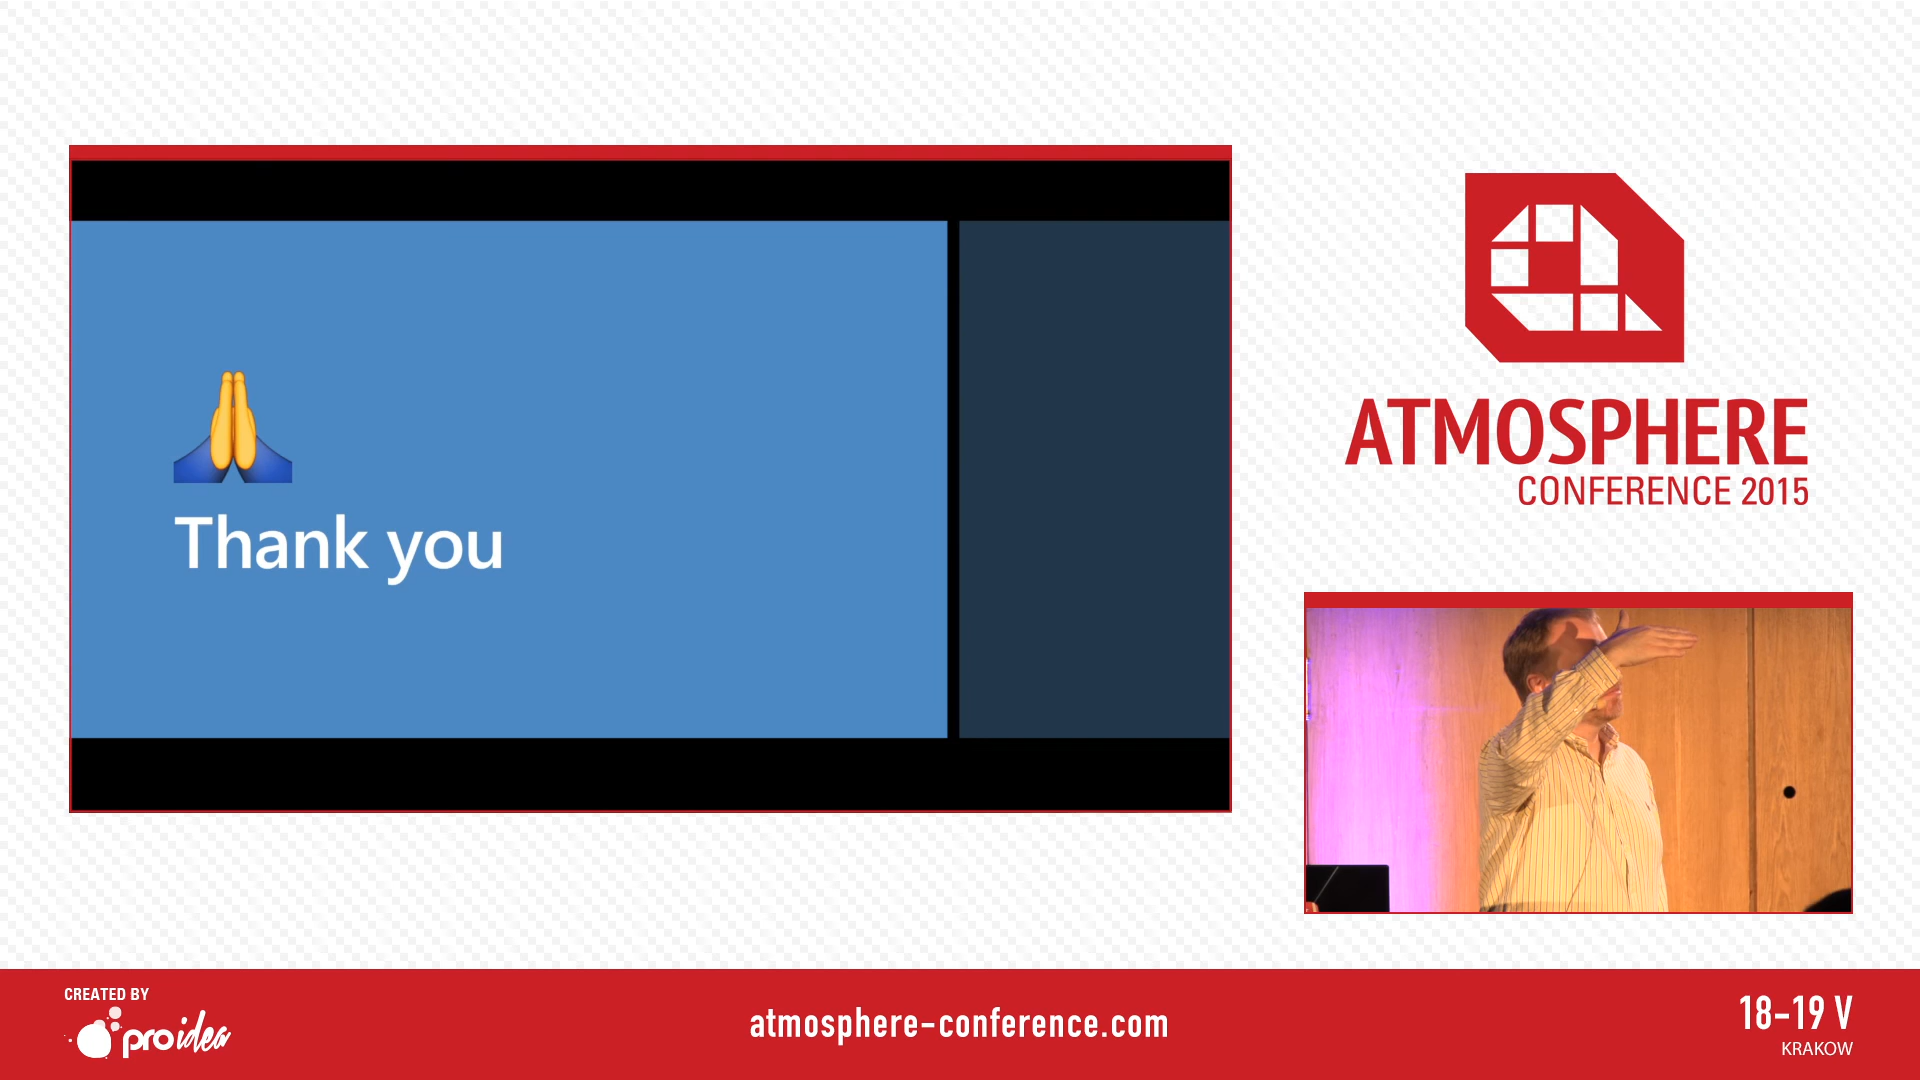 Thank you
ATMOSPHERE
CONFERENCE 2015
CREATED BY
proidea
atmosphere-conference.com
18-19 V
KRAKOW